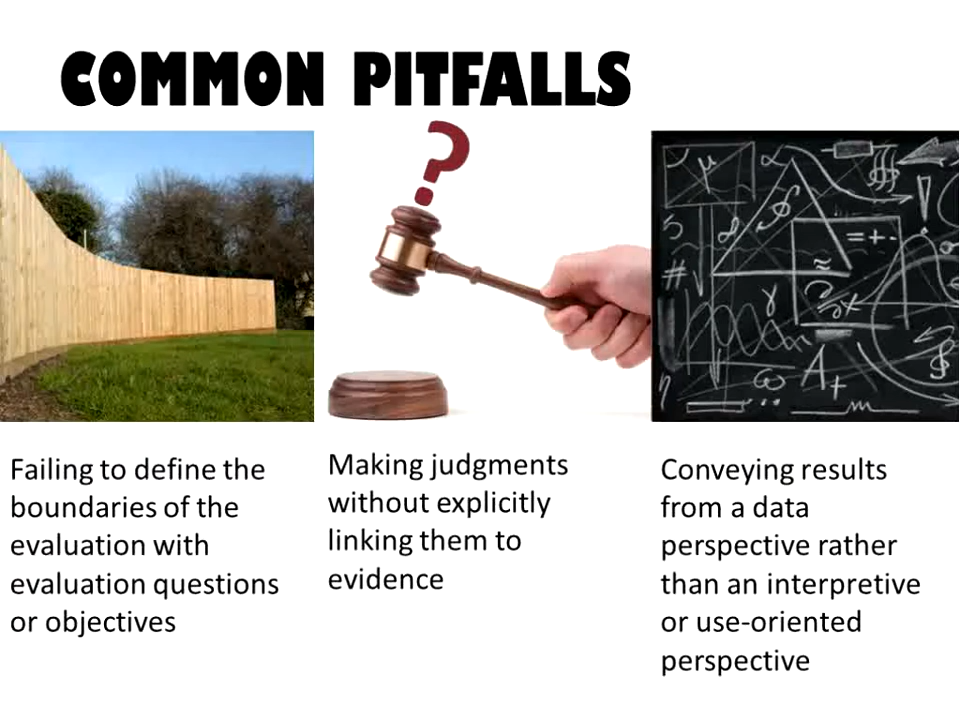 COMMON PITFALLS
?
Failing to define the
boundaries of the
evaluation with
evaluation questions
or objectives
Making judgments
without explicitly
linking them to
evidence
Conveying results
from a data
perspective rather
than an interpretive
or use-oriented
perspective